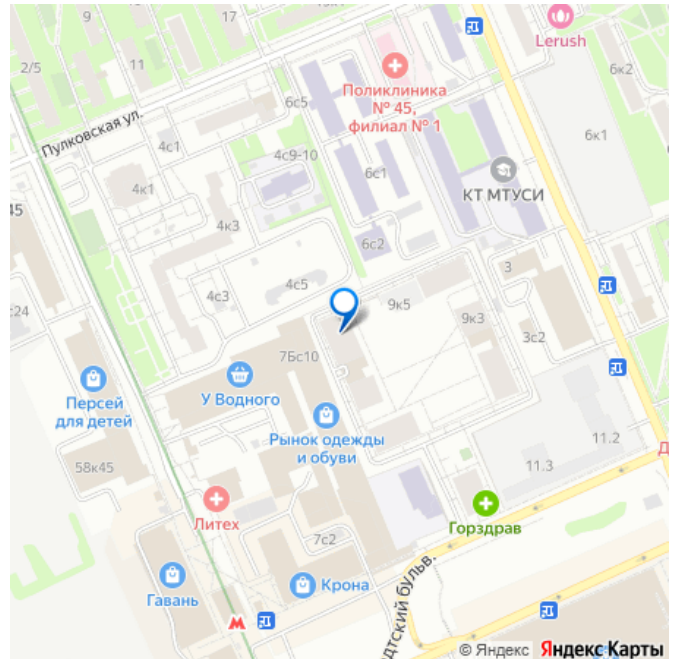 9
17
Lerush
2/5
11
6к2
Поликлиника
№ 45,
филиал № 1
6с5
Пулковская ул.
4с1
4с9-10
6к1
6с1
КТ МТУСИ
4к1
45
4к3
6с2
3
4с5
4с3
9к5
с24
9к3
3с2
7Бс10
У Водного
Персей
для детей
Рынок одежды
и обуви
11.2
58к45
11.3
Литех
Горздрав
7с2
Гавань
Крона
дтский бульв.
© Яндекс Яндекс Карты